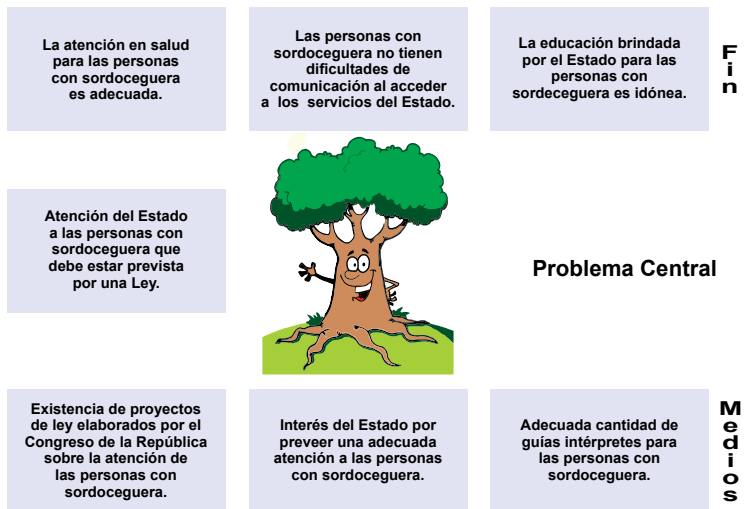 La atención en salud
para las personas
con sordoceguera
es adecuada.
Las personas con
sordoceguera no tienen
dificultades de
comunicación al acceder
a los servicios del Estado.
La educación brindada
por el Estado para las
personas con
sordeceguera es idónea.
Fin
Atención del Estado
a las personas con
sordoceguera que
debe estar prevista
por una Ley.
Problema Central
Existencia de proyectos
de ley elaborados por el
Congreso de la República
sobre la atención de
las personas con
sordoceguera.
Interés del Estado por
preveer una adecuada
atención a las personas
con sordoceguera.
Adecuada cantidad de
guías intérpretes para
las personas con
sordoceguera.
Medios